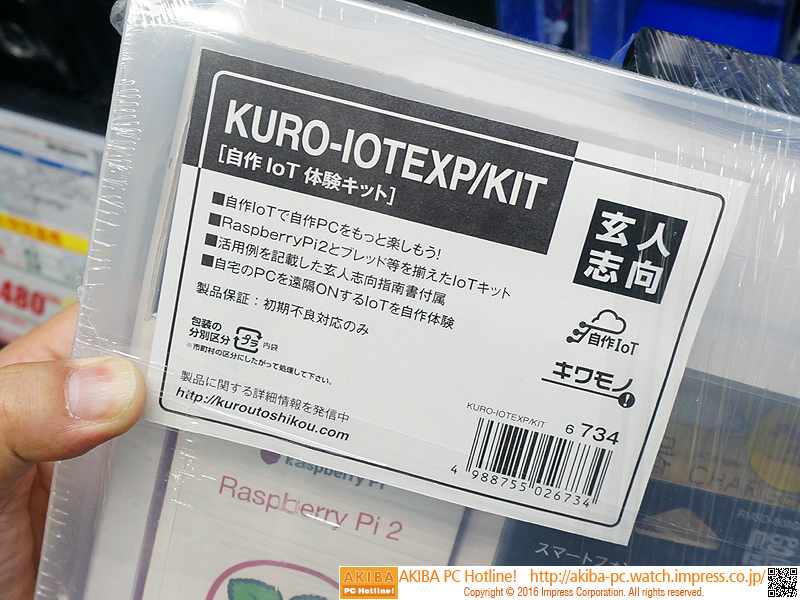 KURO-IOTEXP/KIT
[自作 IoT 体験キット]
■自作IoTで自作PCをもっと楽しもう!
■RaspberryPi2とブレッド等を揃えたIoTキット
■活用例を記載した玄人志向指南書付属
■自宅のPCを遠隔ONするIoTを自作体験
製品保証：初期不良対応のみ
包装の
分別区分
プラ
内袋
※市町村の区分にしたがって処理して下さい。
製品に関する詳細情報を発信中
http://kuroutoshikou.com
玄人
志向
自作IoT
キワモノ
!
KURO-IOTEXP/KIT
6 734
4 988755 026734
Raspberry Pi
Raspberry Pi 2
スマートフォン
480
AKIBA
PC Hotline!
AKIBA PC Hotline! http://akiba-pc.watch.impress.co.jp/
Copyright © 2016 Impress Corporation. All rights reserved.